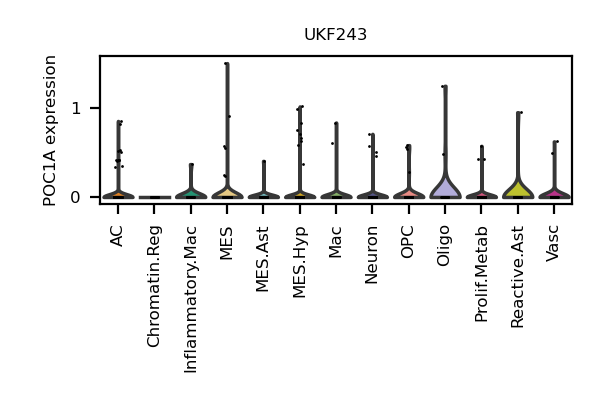 UKF243
POC1A expression
1
0
AC
Chromatin.Reg
Inflammatory.Mac
MES
MES.Ast
MES.Hyp
Mac
Neuron
OPC
Oligo
Prolif.Metab
Reactive.Ast
Vasc